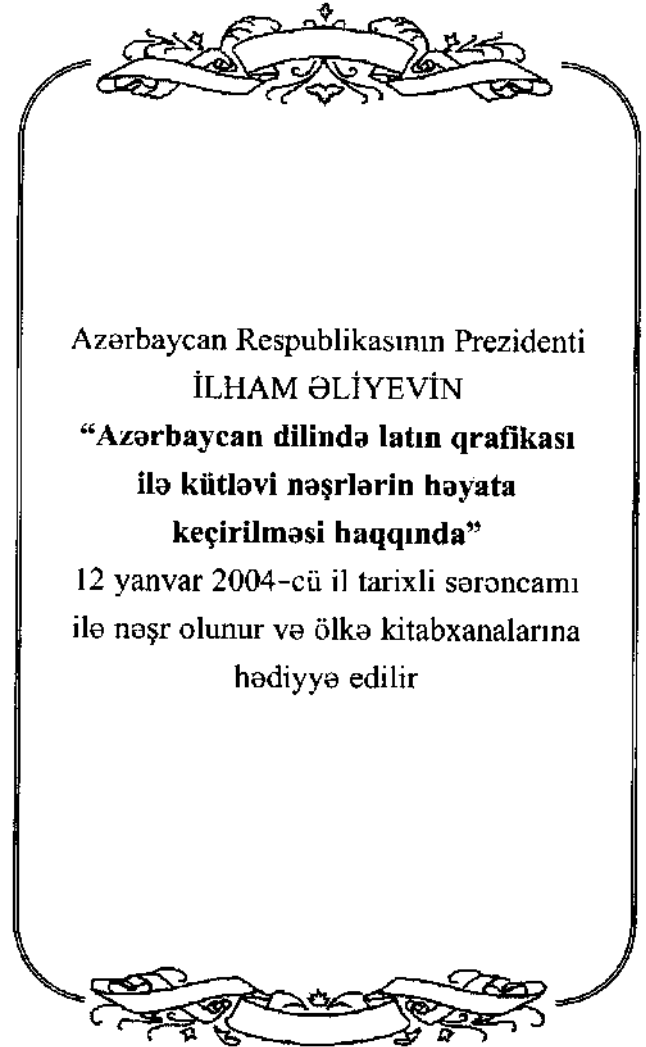 Azərbaycan Respublikasının Prezidenti
İLHAM ƏLİYEVİN
“Azərbaycan dilində latın qrafikası
ilə kütləvi nəşrlərin həyata
keçirilməsi haqqında”
12 yanvar 2004-cü il tarixli sərəncamı
ilə nəşr olunur və ölkə kitabxanalarına
hədiyyə edilir